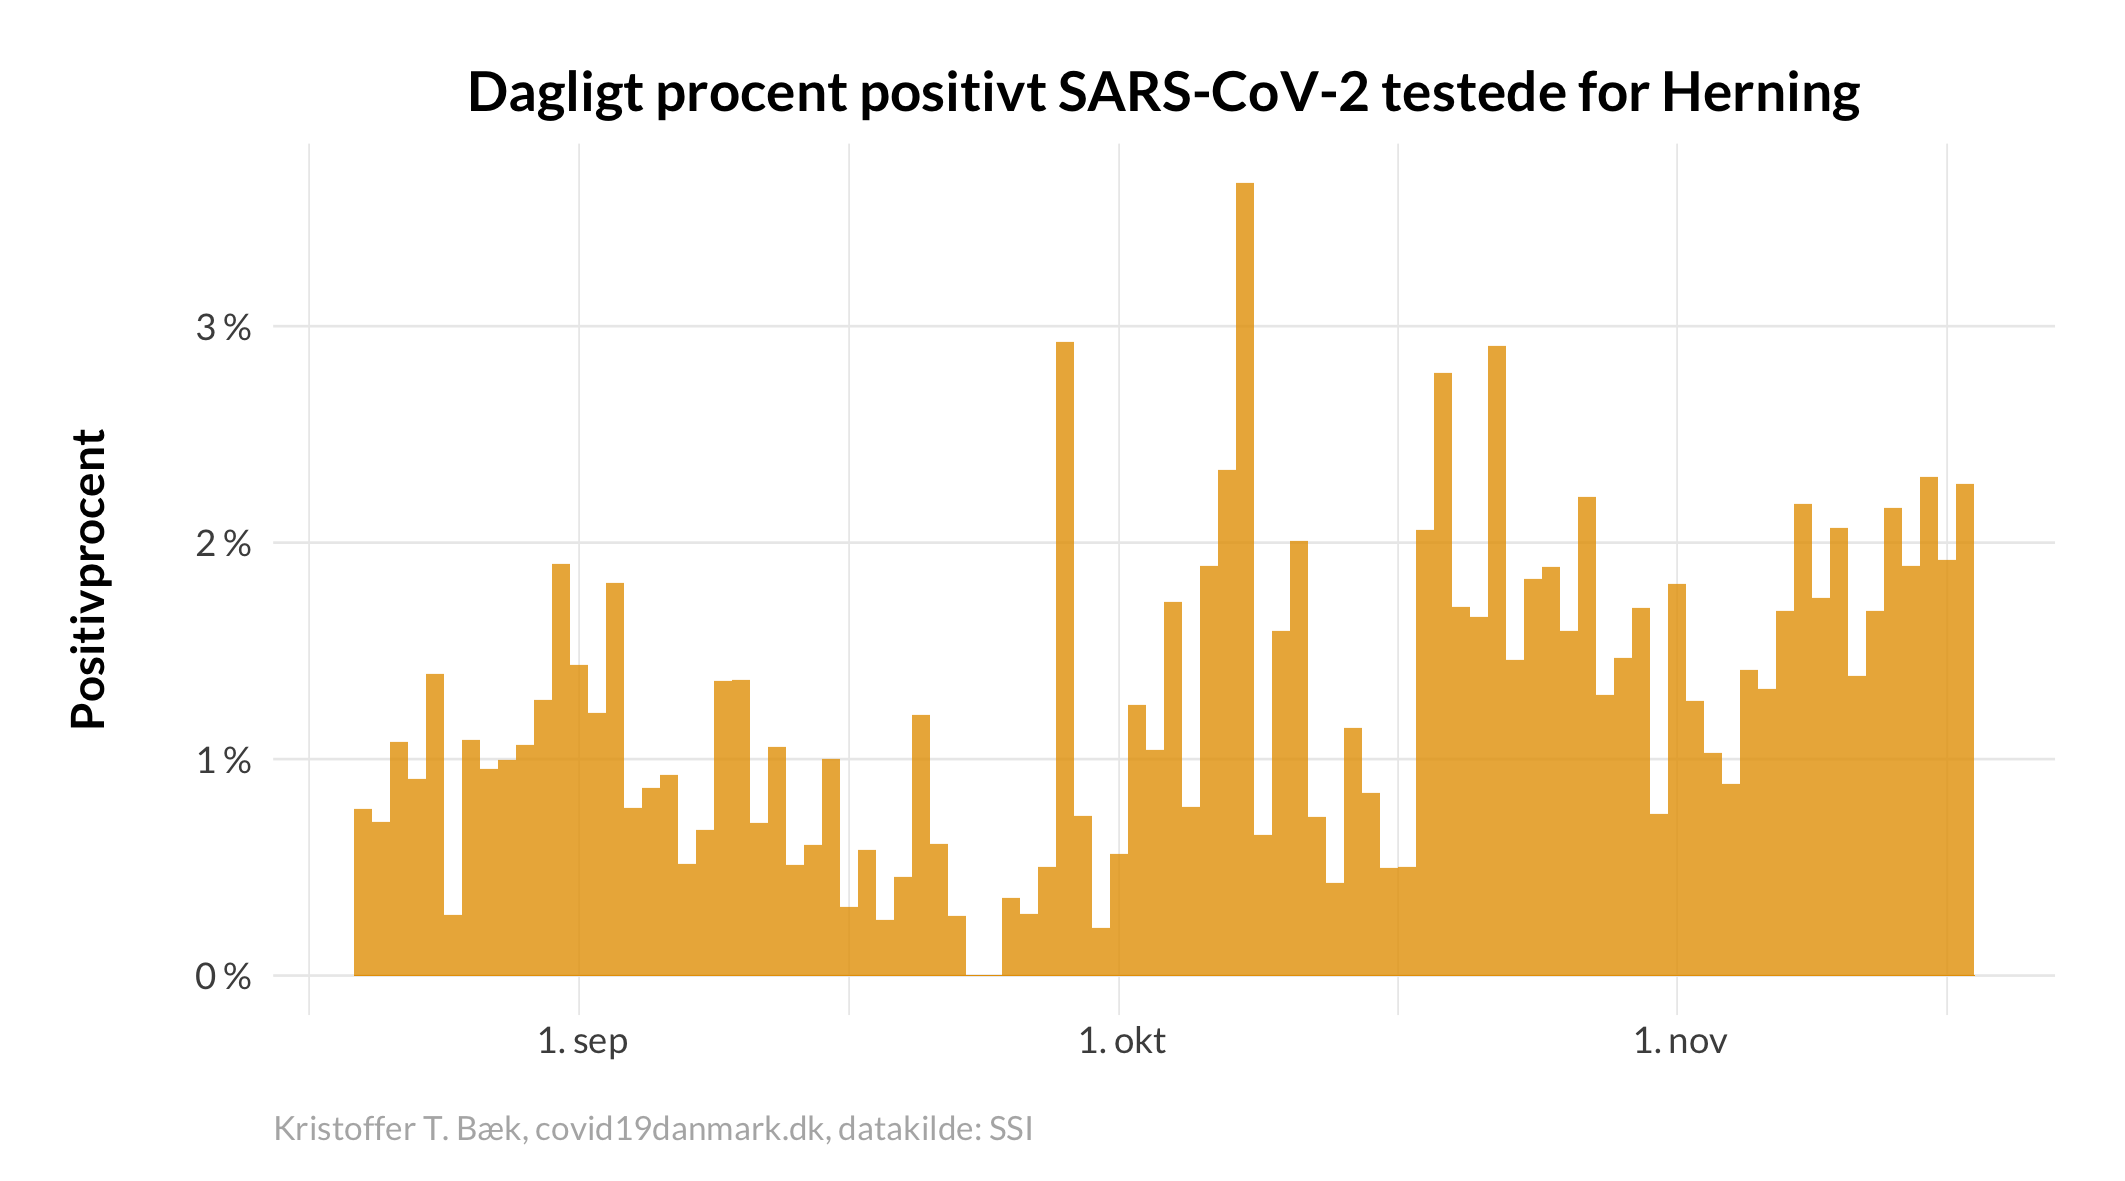 Dagligt procent positivt SARS-CoV-2 testede for Herning
Positivprocent
3 %
2 %
1 %
0 %
1. sep
1. okt
1. nov
Kristoffer T. Bæk, covid19danmark.dk, datakilde: SSI